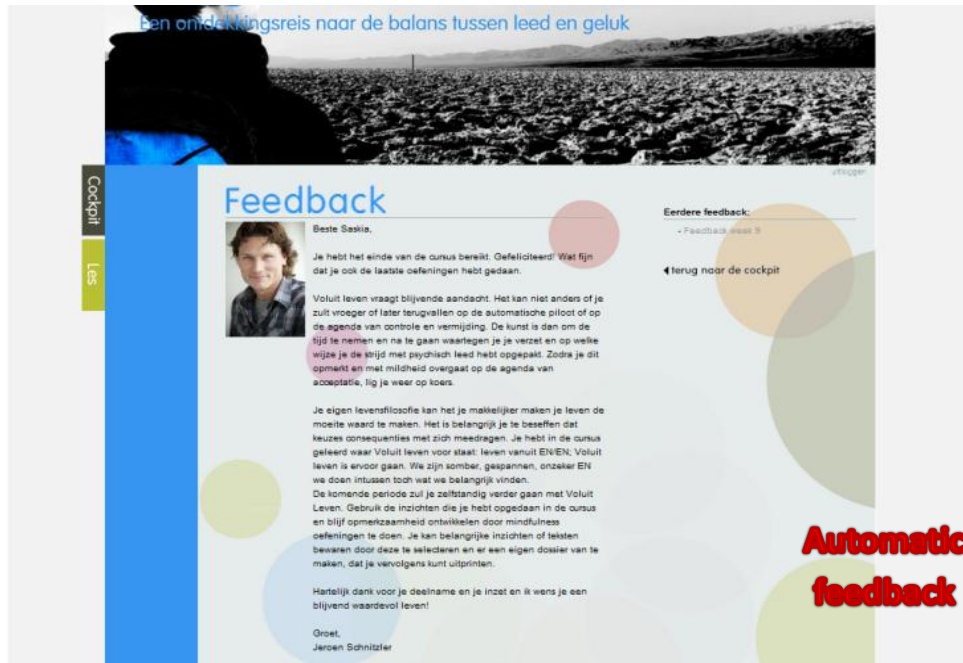 Een ontdekkingsreis naar de balans tussen leed en geluk
uitloggen
Cockpit
Les
Feedback
Beste Saskia,
Je hebt het einde van de cursus bereikt. Gefeliciteerd! Wat fijn
dat je ook de laatste oefeningen hebt gedaan.
Voluit leven vraagt blijvende aandacht. Het kan niet anders of je
zult vroeger of later terugvallen op de automatische piloot of op
de agenda van controle en vermijding. De kunst is dan om de
tijd te nemen en na te gaan waartegen je je verzet en op welke
wijze je de strijd met psychisch leed hebt opgepakt. Zodra je dit
opmerkt en met mildheid overgaat op de agenda van
acceptatie, lig je weer op koers.
Je eigen levensfilosofie kan het je makkelijker maken je leven de
moeite waard te maken. Het is belangrijk je te beseffen dat
keuzes consequenties met zich meedragen. Je hebt in de cursus
geleerd waar Voluit leven voor staat: leven vanuit EN/EN; Voluit
leven is ervoor gaan. We zijn somber, gespannen, onzeker EN
we doen intussen toch wat we belangrijk vinden.
De komende periode zul je zelfstandig verder gaan met Voluit
Leven. Gebruik de inzichten die je hebt opgedaan in de cursus
en blijf opmerkzaamheid ontwikkelen door mindfulness
oefeningen te doen. Je kan belangrijke inzichten of teksten
bewaren door deze te selecteren en er een eigen dossier van te
maken, dat je vervolgens kunt uitprinten.
Hartelijk dank voor je deelname en je inzet en ik wens je een
blijvend waardevol leven!
Groet,
Jeroen Schnitzler
Eerdere feedback:
- Feedback week 9
terug naar de cockpit
Automatic
feedback